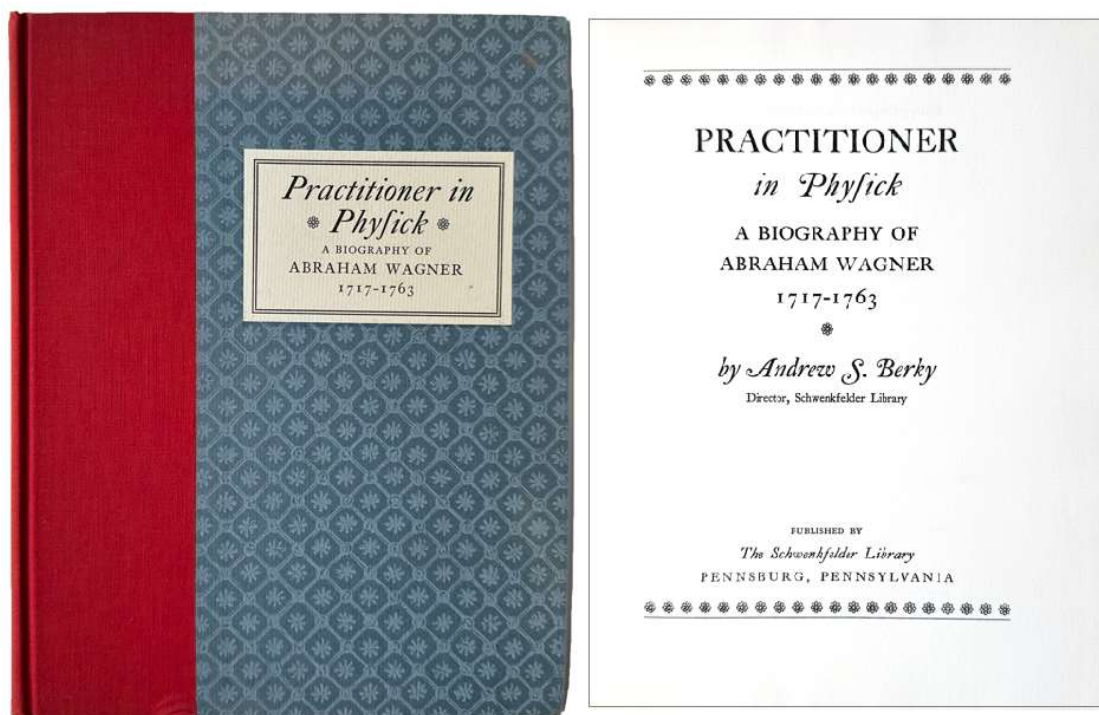 Practitioner in
Phyſick
A BIOGRAPHY OF
ABRAHAM WAGNER
1717-1763
PRACTITIONER
in Phyſick
A BIOGRAPHY OF
ABRAHAM WAGNER
1717-1763
by Andrew S. Berky
Director, Schwenkfelder Library
PUBLISHED BY
The Schwenkfelder Library
PENNSBURG, PENNSYLVANIA